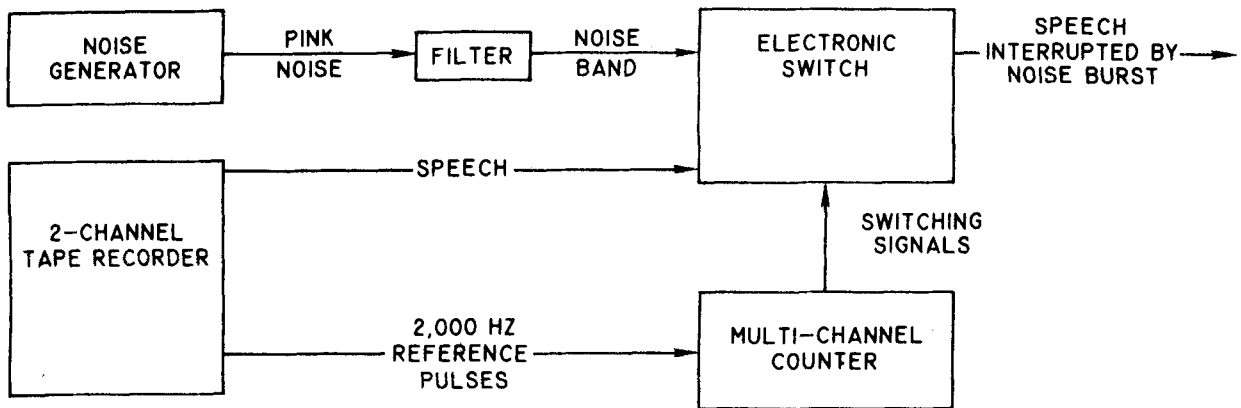 NOISE
GENERATOR
PINK
NOISE
FILTER
NOISE
BAND
ELECTRONIC
SWITCH
SPEECH
INTERRUPTED BY
NOISE BURST
2-CHANNEL
TAPE RECORDER
SPEECH
SWITCHING
SIGNALS
2,000 HZ
REFERENCE
PULSES
MULTI-CHANNEL
COUNTER